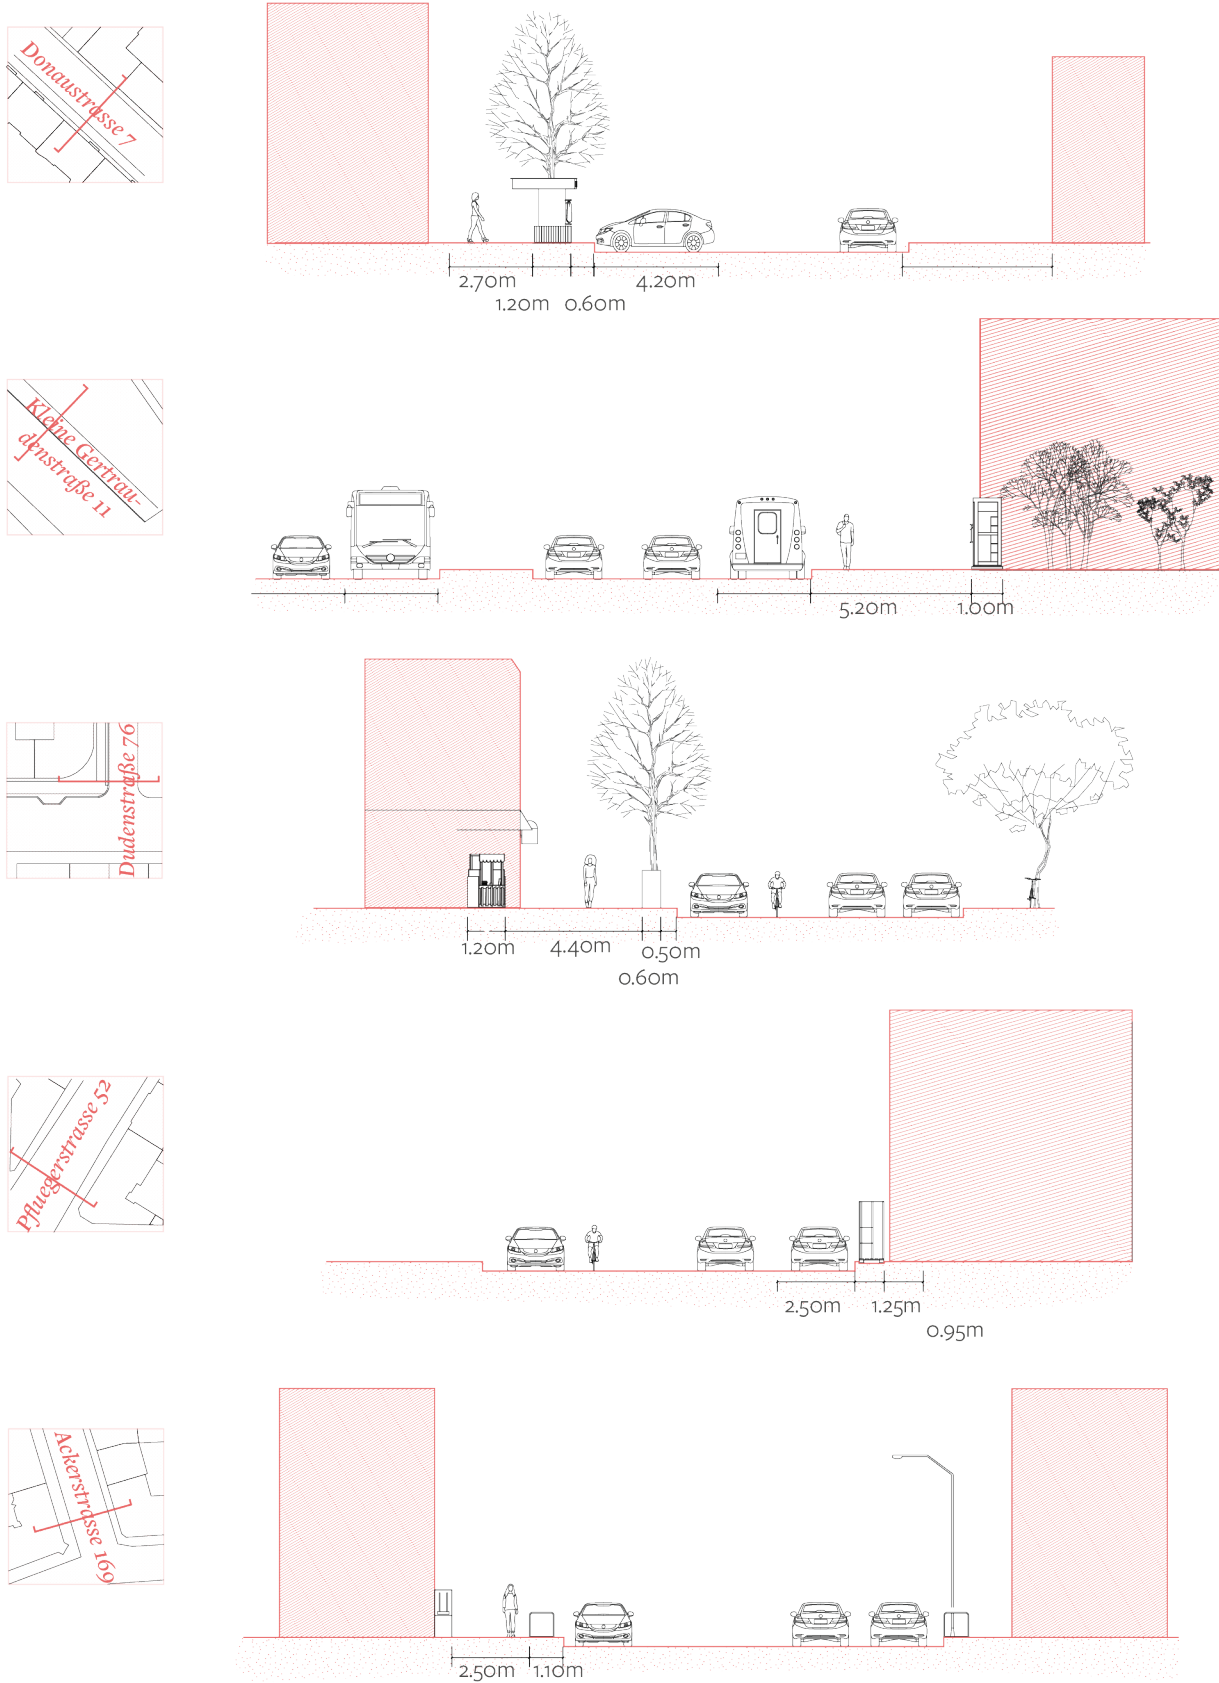 Donaustrasse 7
2.70m
4.20m
1.20m
0.60m
Kleine Gertrau-
denstraße 11
5.20m
1.00m
Dudenstraße 76
1.20m
4.40m
0.50m
0.60m
Pfluegerstrasse 52
2.50m
1.25m
0.95m
Ackerstrasse 169
2.50m
1.10m